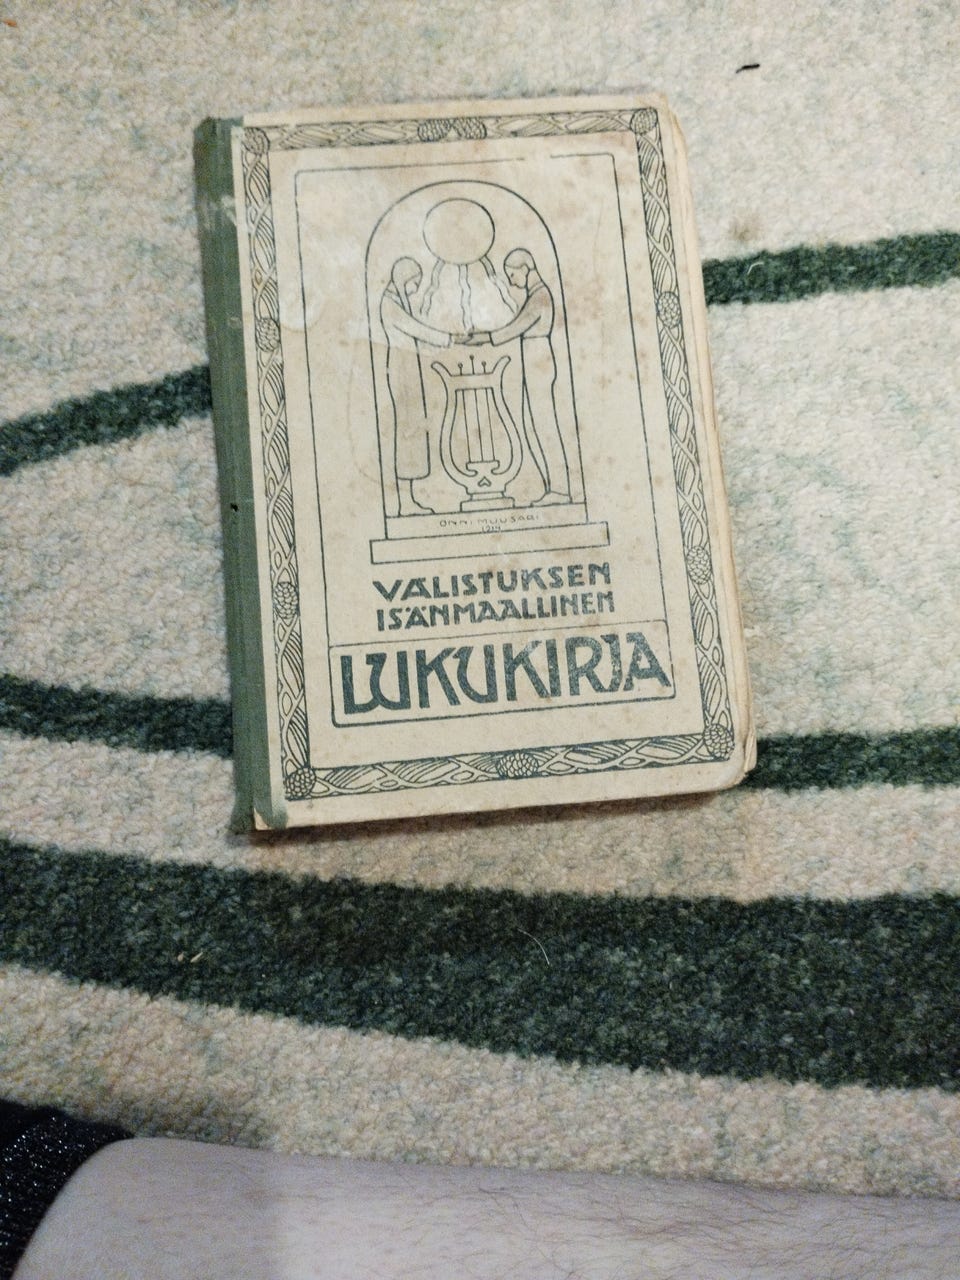 ONNI MUUSARI
1914
VALISTUKSEN
ISÄNMAALLINEN
LUKUKIRJA